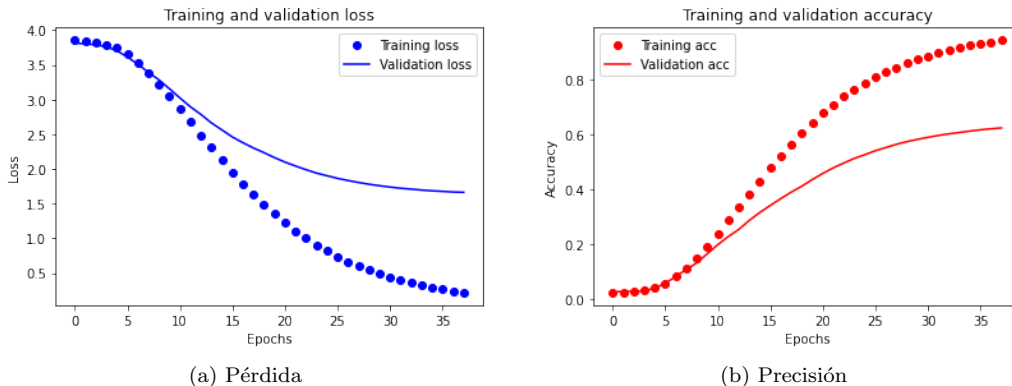 Training and validation loss
4.0
3.5
3.0
2.5
2.0
1.5
1.0
0.5
Loss
Training loss
Validation loss
0 5 10 15 20 25 30 35
Epochs
(a) Pérdida
Training and validation accuracy
0.8
0.6
0.4
0.2
0.0
Accuracy
Training acc
Validation acc
0 5 10 15 20 25 30 35
Epochs
(b) Precisión